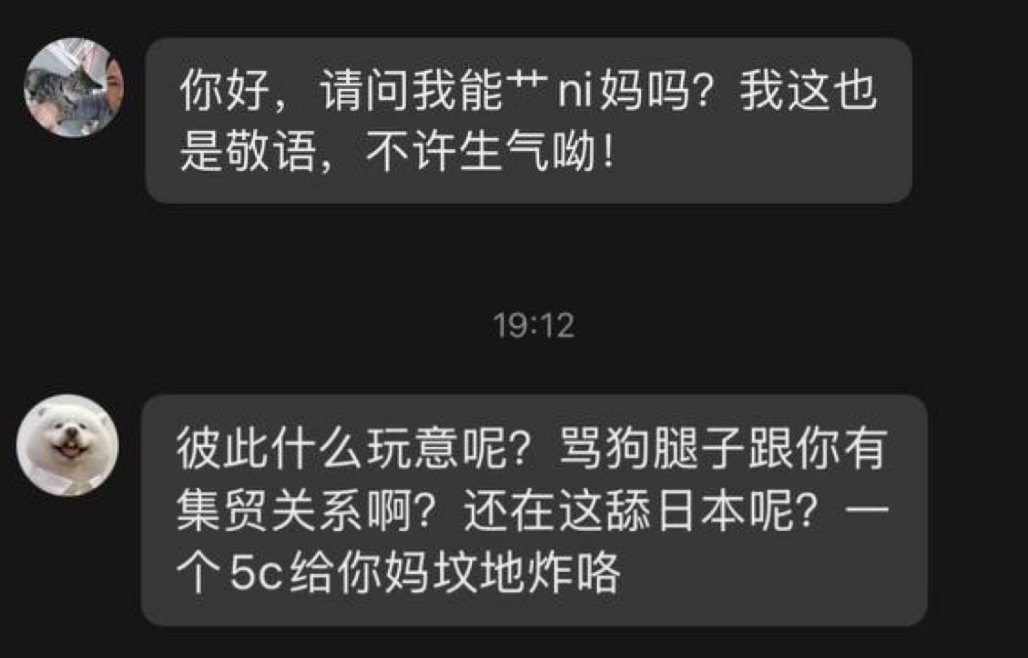 你好，请问我能艹ni妈吗？我这也
是敬语，不许生气呦！
19:12
彼此什么玩意呢？骂狗腿子跟你有
集贸关系啊？还在这舔日本呢？一
个5c给你妈坟地炸咯